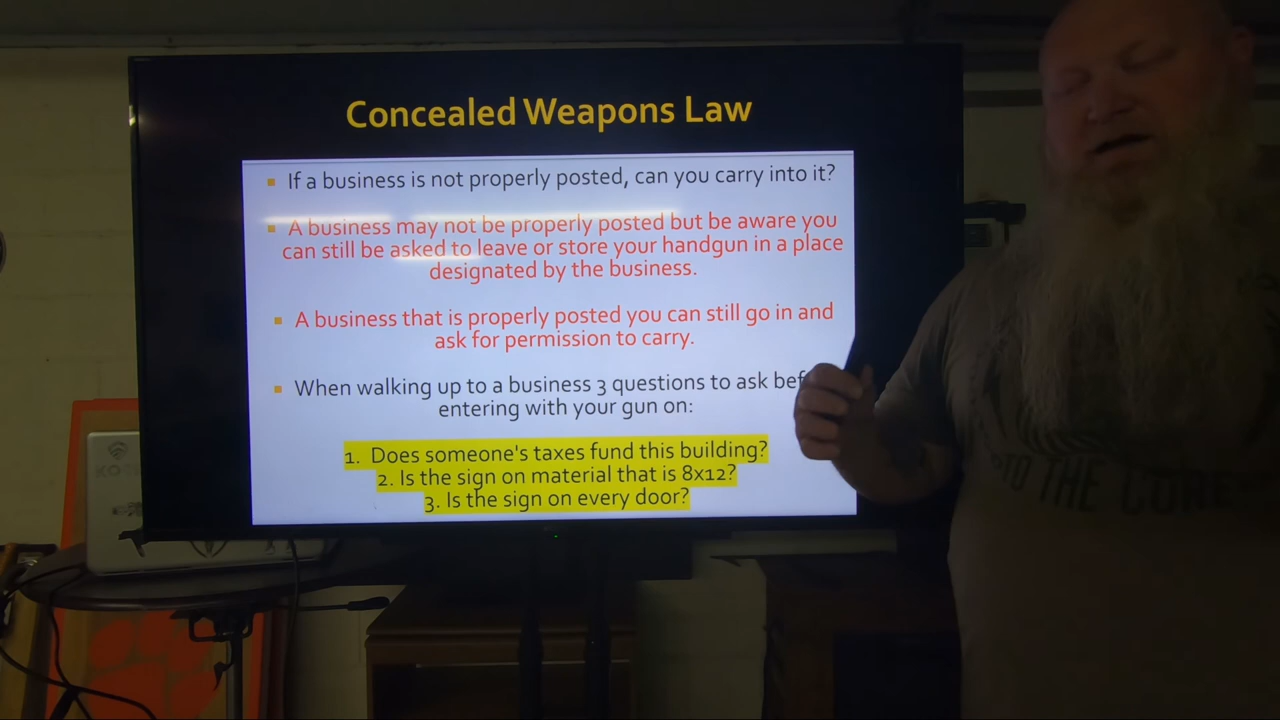 Concealed Weapons Law
If a business is not properly posted, can you carry into it?
A business may not be properly posted but be aware you
can still be asked to leave or store your handgun in a place
designated by the business.
A business that is properly posted you can still go in and
ask for permission to carry.
When walking up to a business 3 questions to ask bef
entering with your gun on:
1. Does someone's taxes fund this building?
2. Is the sign on material that is 8x12?
3. Is the sign on every door?
TO THE